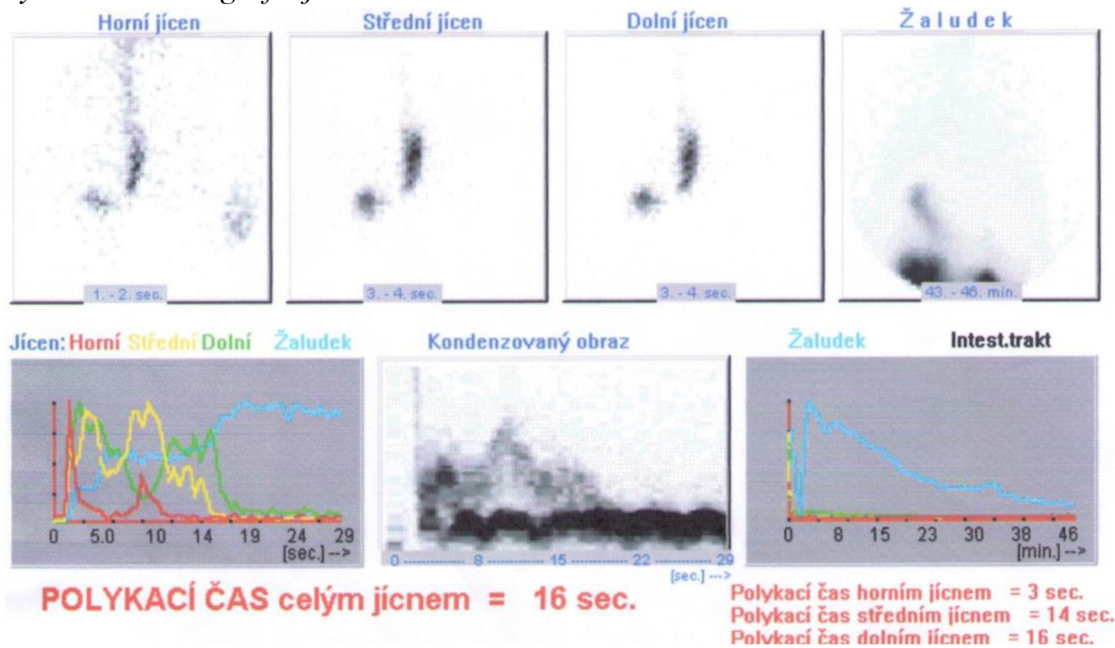 Horní jícen
Střední jícen
Dolní jícen
Žaludek
1. - 2. sec.
3. - 4. sec.
3. - 4. sec.
43. - 46. min.
Jícen: Horní Střední Dolní Žaludek
Kondenzovaný obraz
Žaludek Intest.trakt
0 5.0 10 14 19 24 29
[sec.] -->
0 8 15 22 29
[sec.] --->
0 8 15 23 30 38 46
[min.] -->
POLYKACÍ ČAS celým jícnem = 16 sec.
Polykací čas horním jícnem = 3 sec.
Polykací čas středním jícnem = 14 sec.
Polykací čas dolním jícnem = 16 sec.